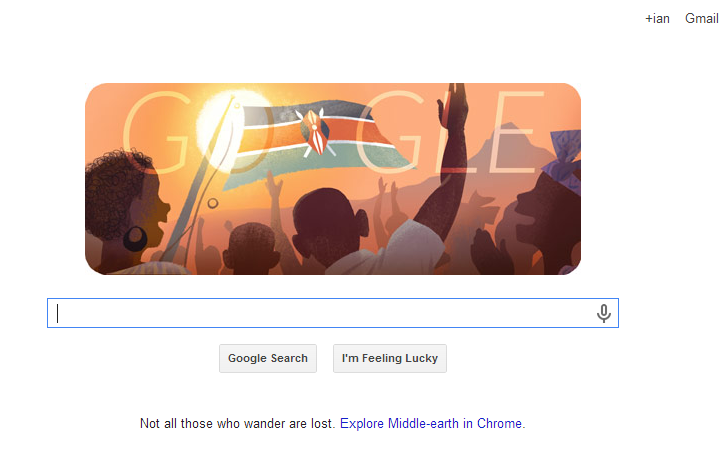 +ian Gmail
GOOGLE
Google Search I'm Feeling Lucky
Not all those who wander are lost. Explore Middle-earth in Chrome.